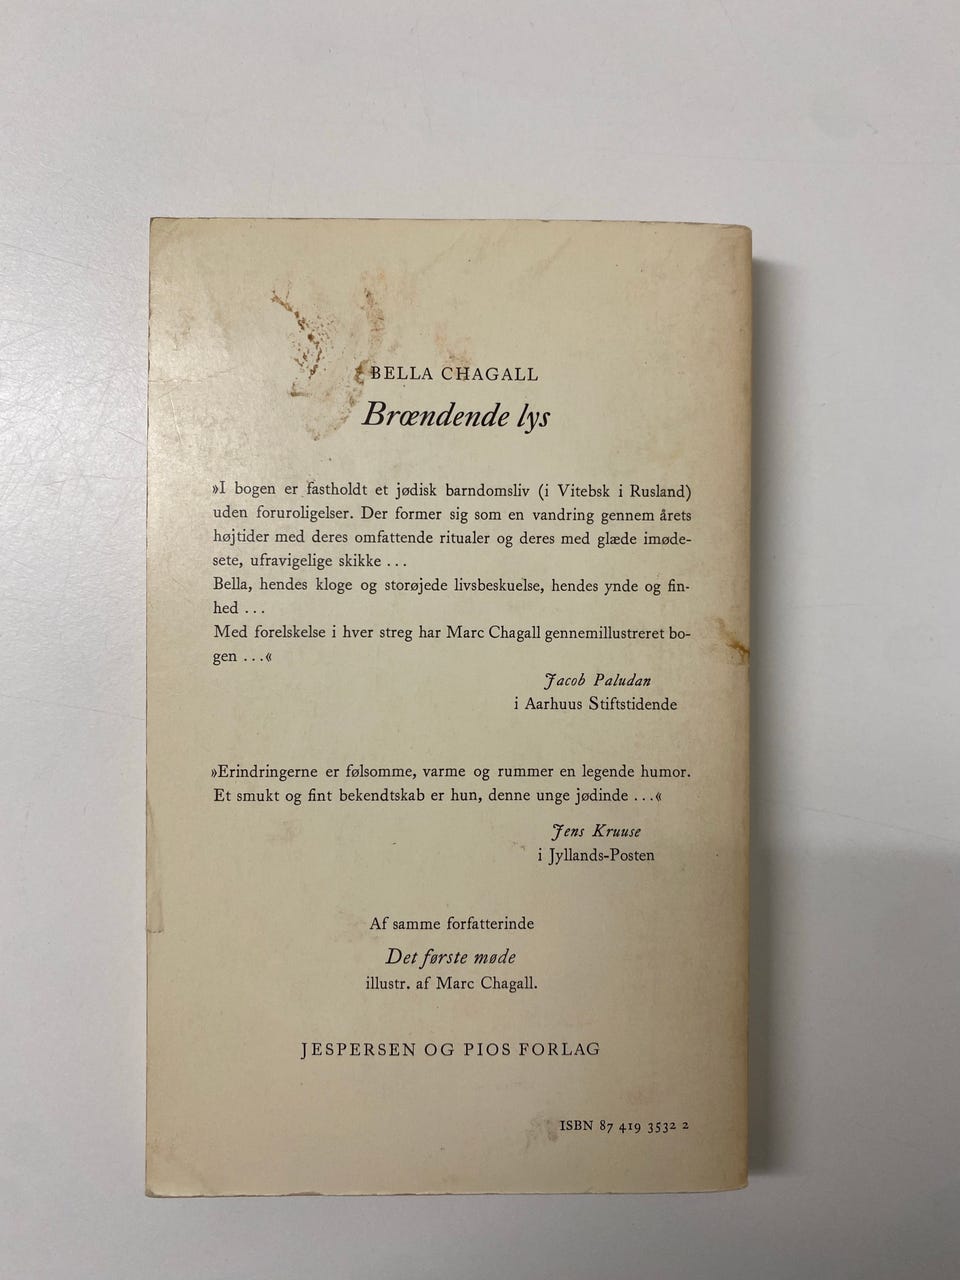 BELLA CHAGALL
Brændende lys
»I bogen er fastholdt et jødisk barndomsliv (i Vitebsk i Rusland)
uden foruroligelser. Der former sig som en vandring gennem årets
højtider med deres omfattende ritualer og deres med glæde imøde-
sete, ufravigelige skikke ...
Bella, hendes kloge og storøjede livsbeskuelse, hendes ynde og fin-
hed ...
Med forelskelse i hver streg har Marc Chagall gennemillustreret bo-
gen ...«
Jacob Paludan
i Aarhuus Stiftstidende
»Erindringerne er følsomme, varme og rummer en legende humor.
Et smukt og fint bekendtskab er hun, denne unge jødinde ...«
Jens Kruuse
i Jyllands-Posten
Af samme forfatterinde
Det første møde
illustr. af Marc Chagall.
JESPERSEN OG PIOS FORLAG
ISBN 87 419 3532 2